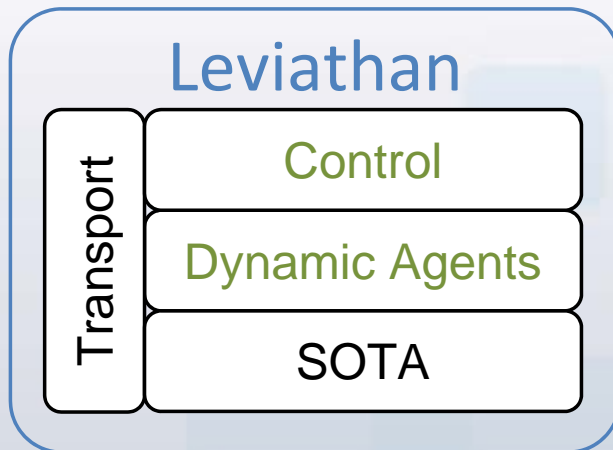 Leviathan
Transport
Control
Dynamic Agents
SOTA